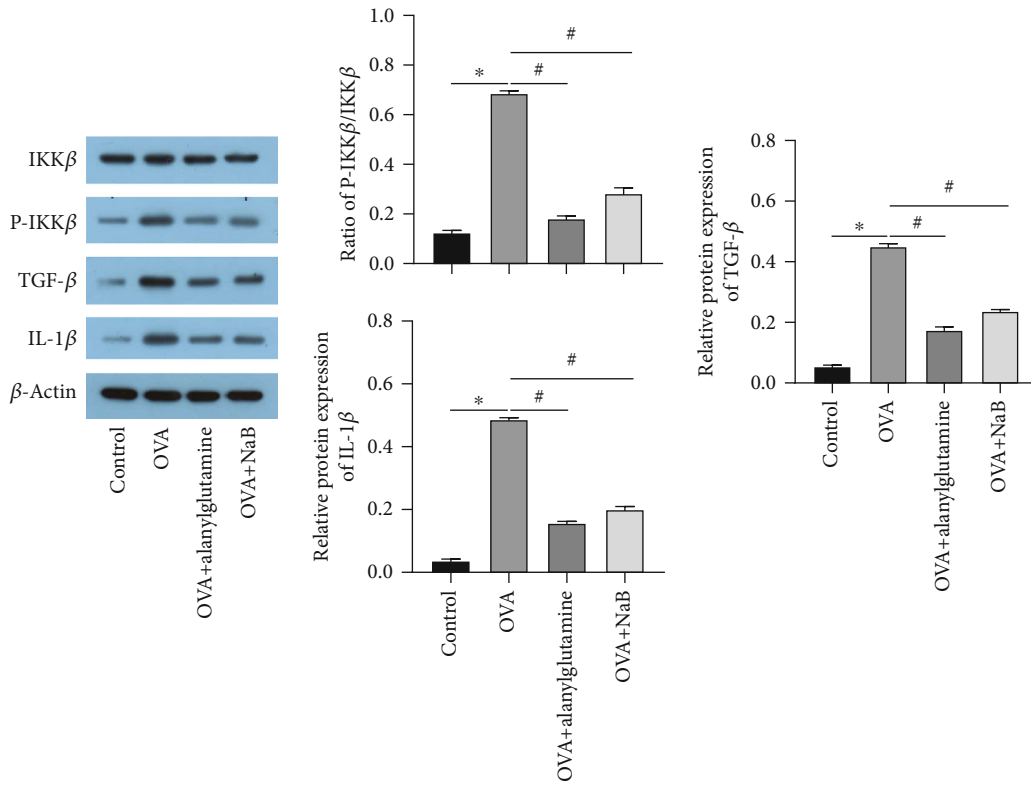 IKKβ
P-IKKβ
TGF-β
IL-1β
β-Actin
Control
OVA
OVA+alanylglutamine
OVA+NaB
Ratio of P-IKKβ/IKKβ
1.0
0.8
0.6
0.4
0.2
0.0
*
#
#
Relative protein expression
of IL-1β
0.8
0.6
0.4
0.2
0.0
*
#
#
Control
OVA
OVA+alanylglutamine
OVA+NaB
Relative protein expression
of TGF-β
0.8
0.6
0.4
0.2
0.0
*
#
#
Control
OVA
OVA+alanylglutamine
OVA+NaB